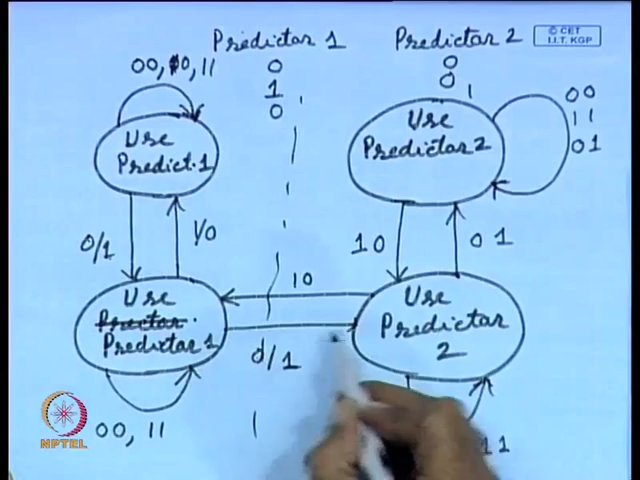 Predictor 1
Predictor 2
© CET
I.I.T. KGP
0
1
0
0
0
1
00, 10, 11
Use
Predict. 1
Use
Predictor 2
00
11
01
0/1
1/0
10
01
Use
Predictor 1
10
0/1
Use
Predictor
2
00, 11
11
NPTEL